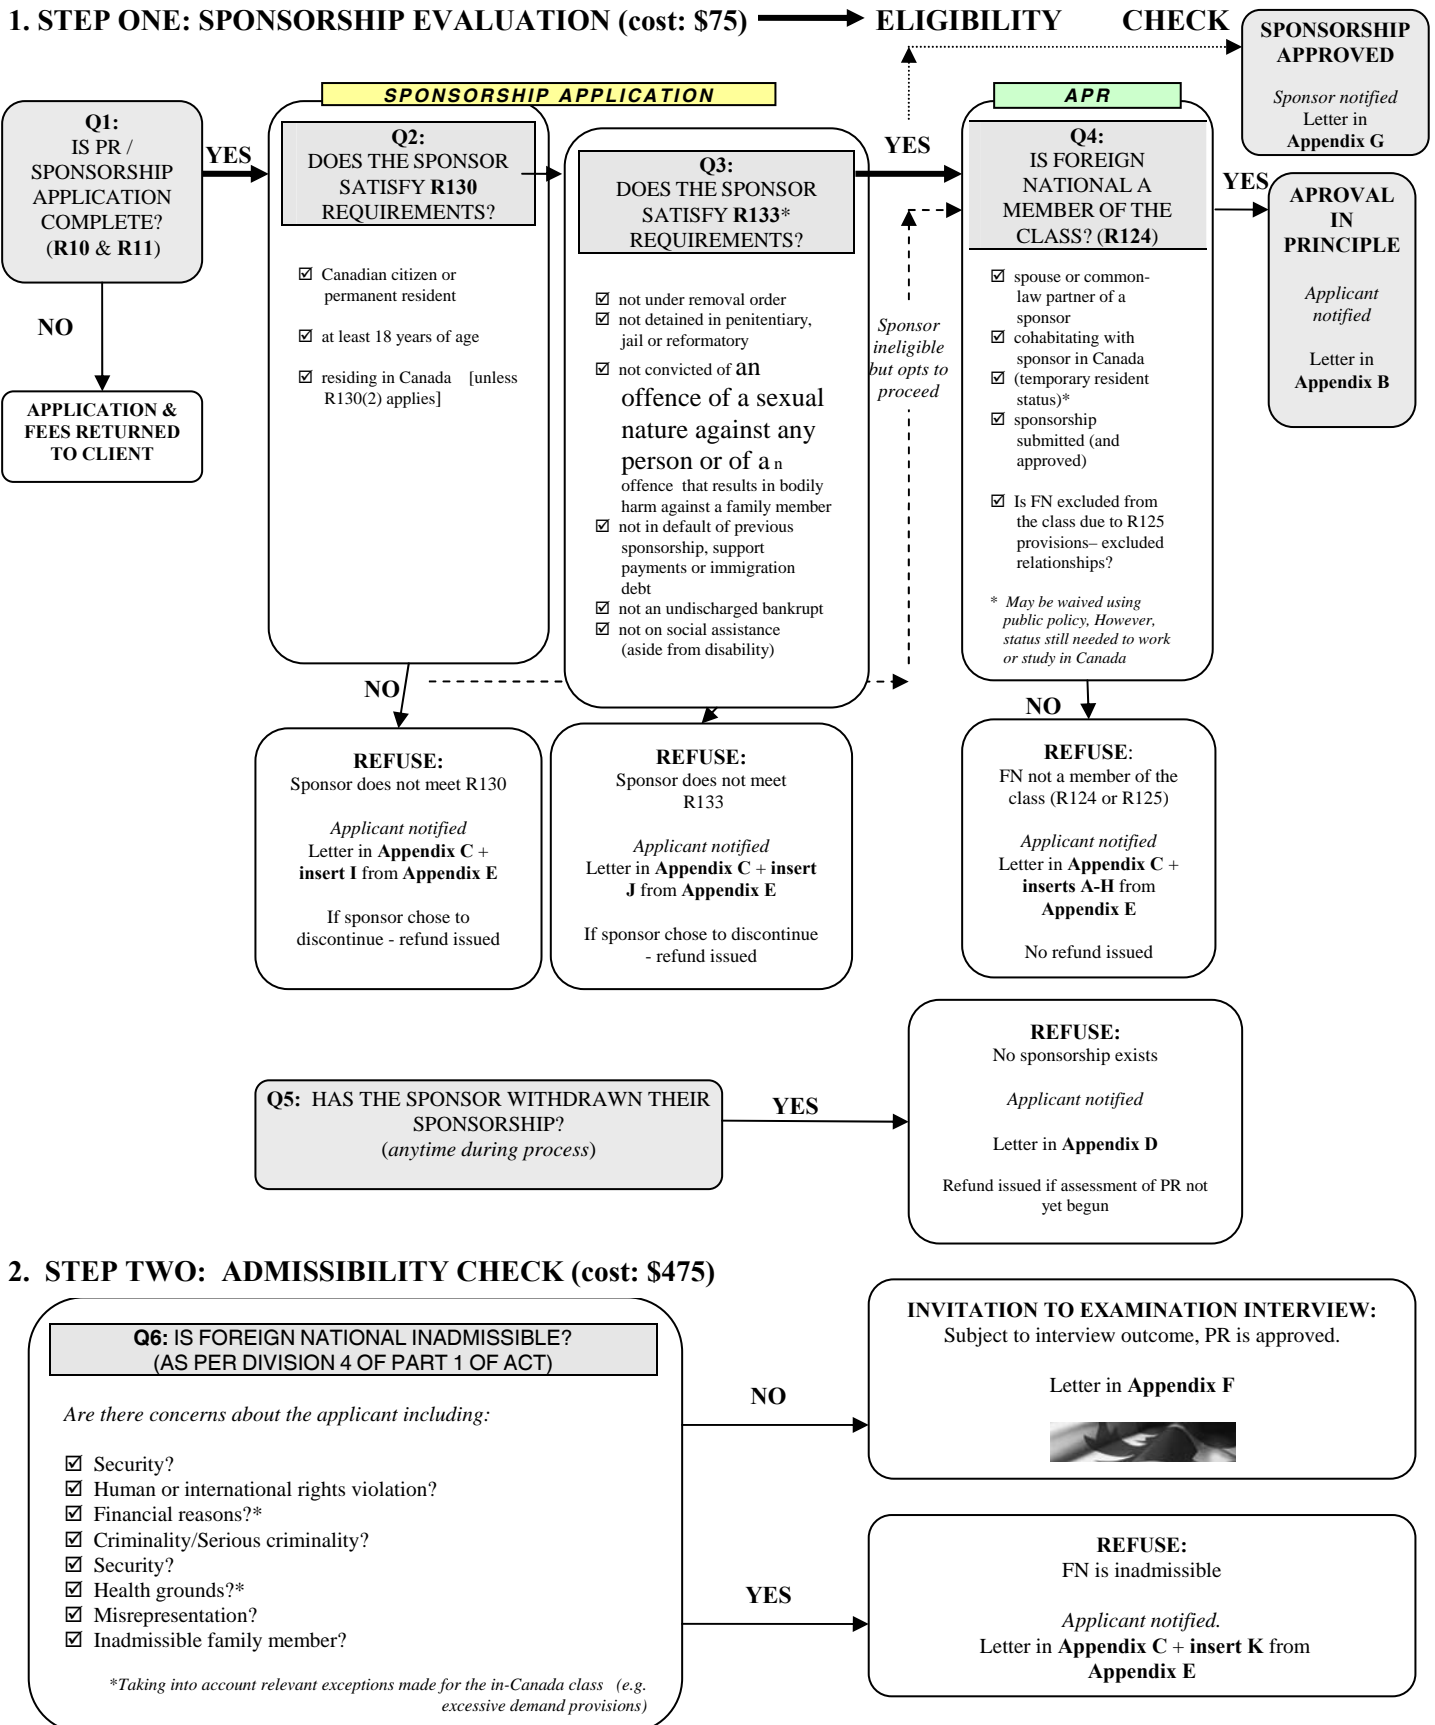 1. STEP ONE: SPONSORSHIP EVALUATION (cost: $75) ELIGIBILITY CHECK
SPONSORSHIP
APPROVED
Sponsor notified
Letter in
Appendix G
SPONSORSHIP APPLICATION
APR
Q1:
IS PR /
SPONSORSHIP
APPLICATION
COMPLETE?
(R10 & R11)
YES
NO
APPLICATION &
FEES RETURNED
TO CLIENT
Q2:
DOES THE SPONSOR
SATISFY R130
REQUIREMENTS?
☑ Canadian citizen or
permanent resident
☑ at least 18 years of age
☑ residing in Canada [unless
R130(2) applies]
Q3:
DOES THE SPONSOR
SATISFY R133*
REQUIREMENTS?
☑ not under removal order
☑ not detained in penitentiary,
jail or reformatory
☑ not convicted of an
offence of a sexual
nature against any
person or of a n
offence that results in bodily
harm against a family member
☑ not in default of previous
sponsorship, support
payments or immigration
debt
☑ not an undischarged bankrupt
☑ not on social assistance
(aside from disability)
YES
Sponsor
ineligible
but opts to
proceed
Q4:
IS FOREIGN
NATIONAL A
MEMBER OF THE
CLASS? (R124)
☑ spouse or common-
law partner of a
sponsor
☑ cohabitating with
sponsor in Canada
☑ (temporary resident
status)*
☑ sponsorship
submitted (and
approved)
☑ Is FN excluded from
the class due to R125
provisions– excluded
relationships?
* May be waived using
public policy, However,
status still needed to work
or study in Canada
YES
APROVAL
IN
PRINCIPLE
Applicant
notified
Letter in
Appendix B
NO
REFUSE:
Sponsor does not meet R130
Applicant notified
Letter in Appendix C +
insert I from Appendix E
If sponsor chose to
discontinue - refund issued
REFUSE:
Sponsor does not meet
R133
Applicant notified
Letter in Appendix C + insert
J from Appendix E
If sponsor chose to discontinue
- refund issued
NO
REFUSE:
FN not a member of the
class (R124 or R125)
Applicant notified
Letter in Appendix C +
inserts A-H from
Appendix E
No refund issued
Q5: HAS THE SPONSOR WITHDRAWN THEIR
SPONSORSHIP?
(anytime during process)
YES
REFUSE:
No sponsorship exists
Applicant notified
Letter in Appendix D
Refund issued if assessment of PR not
yet begun
2. STEP TWO: ADMISSIBILITY CHECK (cost: $475)
Q6: IS FOREIGN NATIONAL INADMISSIBLE?
(AS PER DIVISION 4 OF PART 1 OF ACT)
Are there concerns about the applicant including:
☑ Security?
☑ Human or international rights violation?
☑ Financial reasons?*
☑ Criminality/Serious criminality?
☑ Security?
☑ Health grounds?*
☑ Misrepresentation?
☑ Inadmissible family member?
*Taking into account relevant exceptions made for the in-Canada class (e.g.
excessive demand provisions)
NO
INVITATION TO EXAMINATION INTERVIEW:
Subject to interview outcome, PR is approved.
Letter in Appendix F
YES
REFUSE:
FN is inadmissible
Applicant notified.
Letter in Appendix C + insert K from
Appendix E